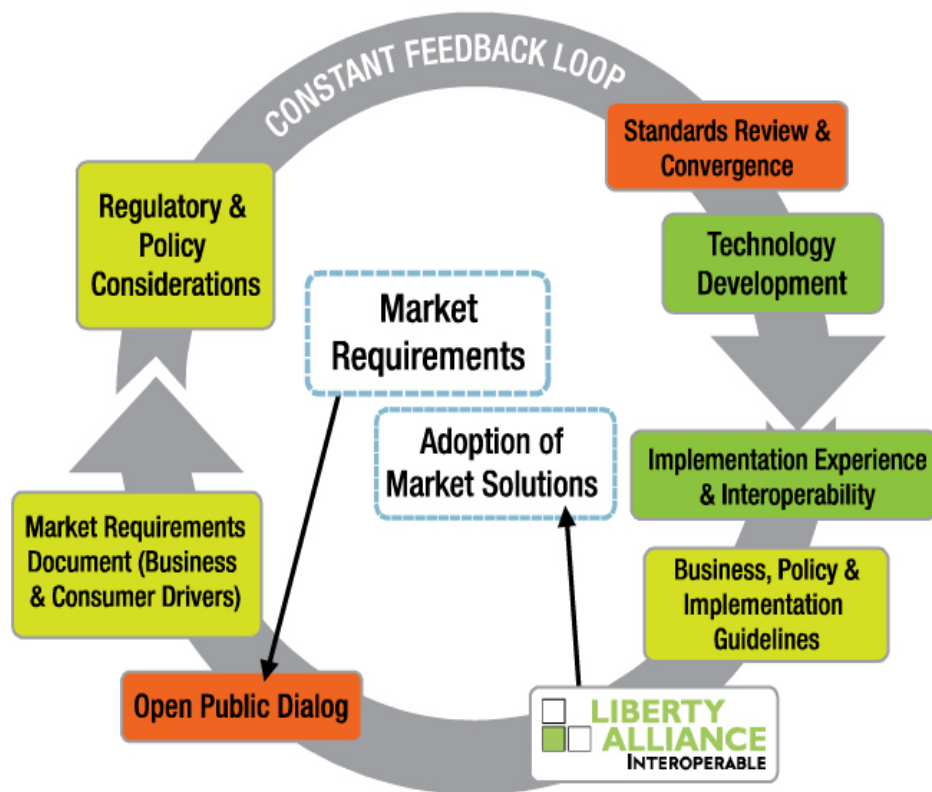 CONSTANT FEEDBACK LOOP
Standards Review &
Convergence
Technology
Development
Regulatory &
Policy
Considerations
Market
Requirements
Adoption of
Market Solutions
Implementation Experience
& Interoperability
Market Requirements
Document (Business
& Consumer Drivers)
Business, Policy &
Implementation
Guidelines
Open Public Dialog
LIBERTY
ALLIANCE
INTEROPERABLE